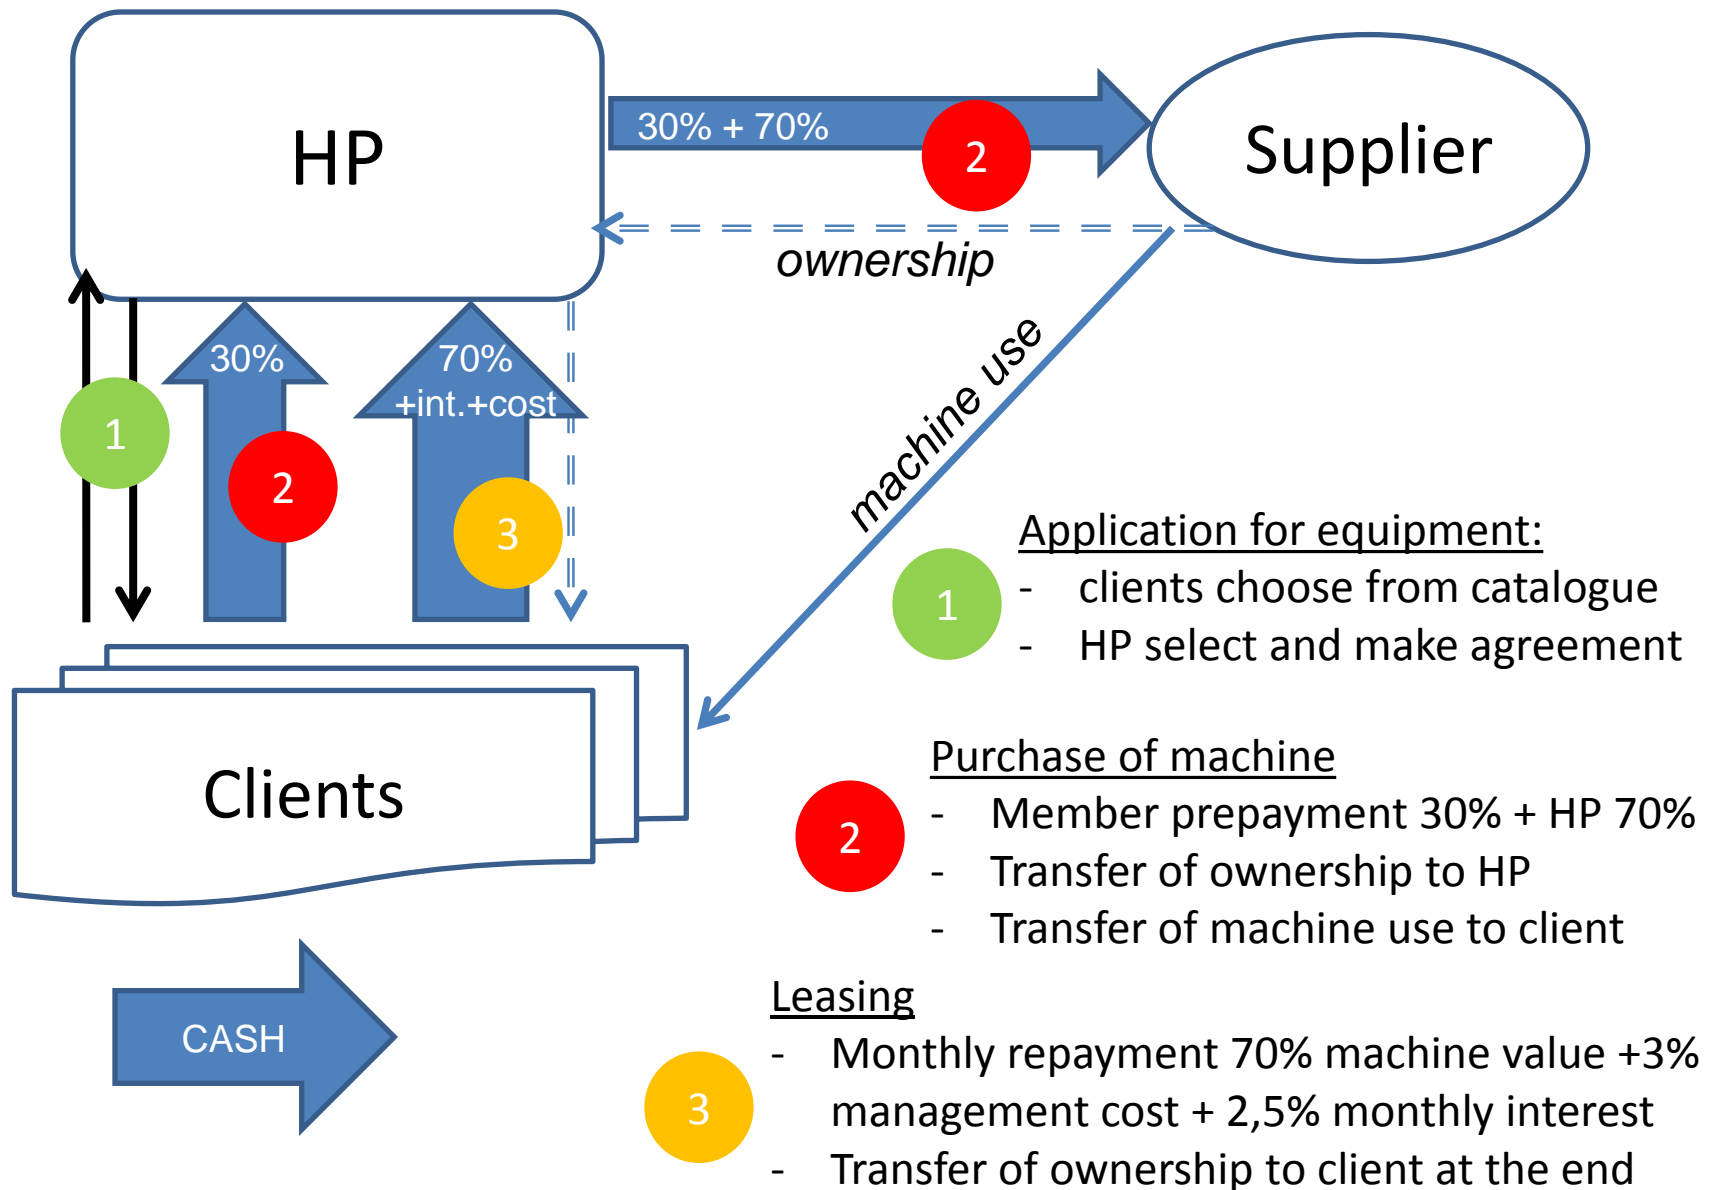 HP
30% + 70%
2
Supplier
ownership
30%
70%
+int.+cost
1
2
3
machine use
Application for equipment:
1
- clients choose from catalogue
- HP select and make agreement
Clients
Purchase of machine
2
- Member prepayment 30% + HP 70%
- Transfer of ownership to HP
- Transfer of machine use to client
CASH
Leasing
3
- Monthly repayment 70% machine value +3%
management cost + 2,5% monthly interest
- Transfer of ownership to client at the end